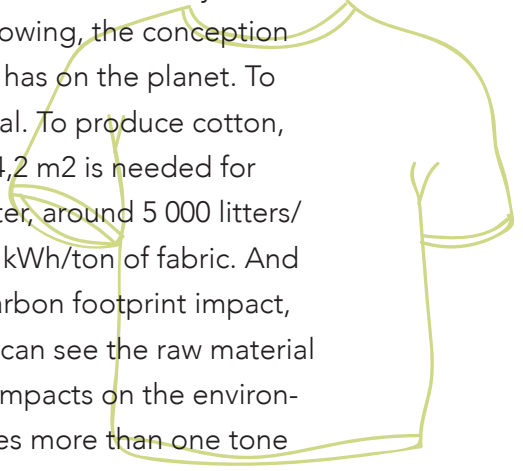 owing, the conception
has on the planet. To
al. To produce cotton,
4,2 m2 is needed for
ter, around 5 000 litters/
kWh/ton of fabric. And
arbon footprint impact,
can see the raw material
mpacts on the environ-
es more than one tone